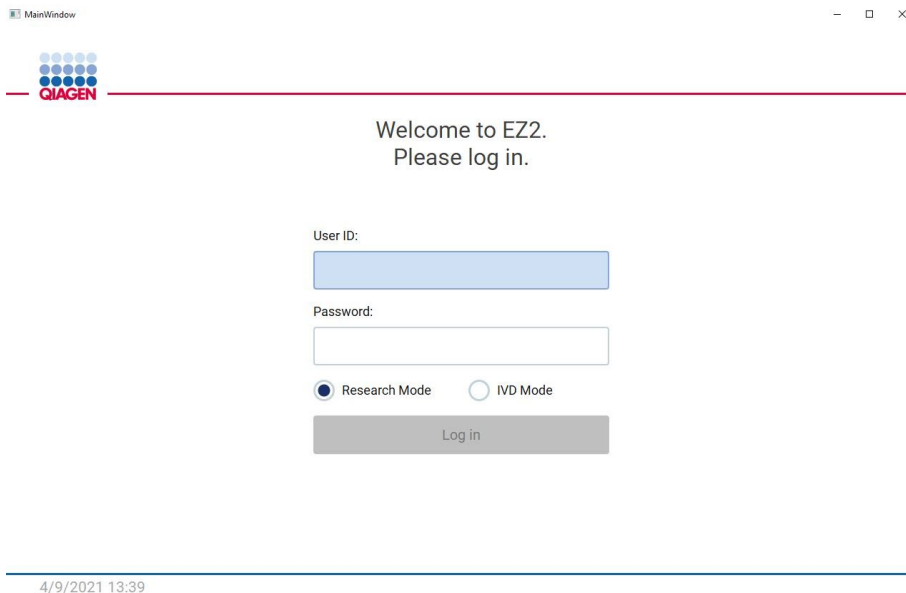 MainWindow
QIAGEN
Welcome to EZ2.
Please log in.
User ID:
Password:
Research Mode IVD Mode
Log in
4/9/2021 13:39